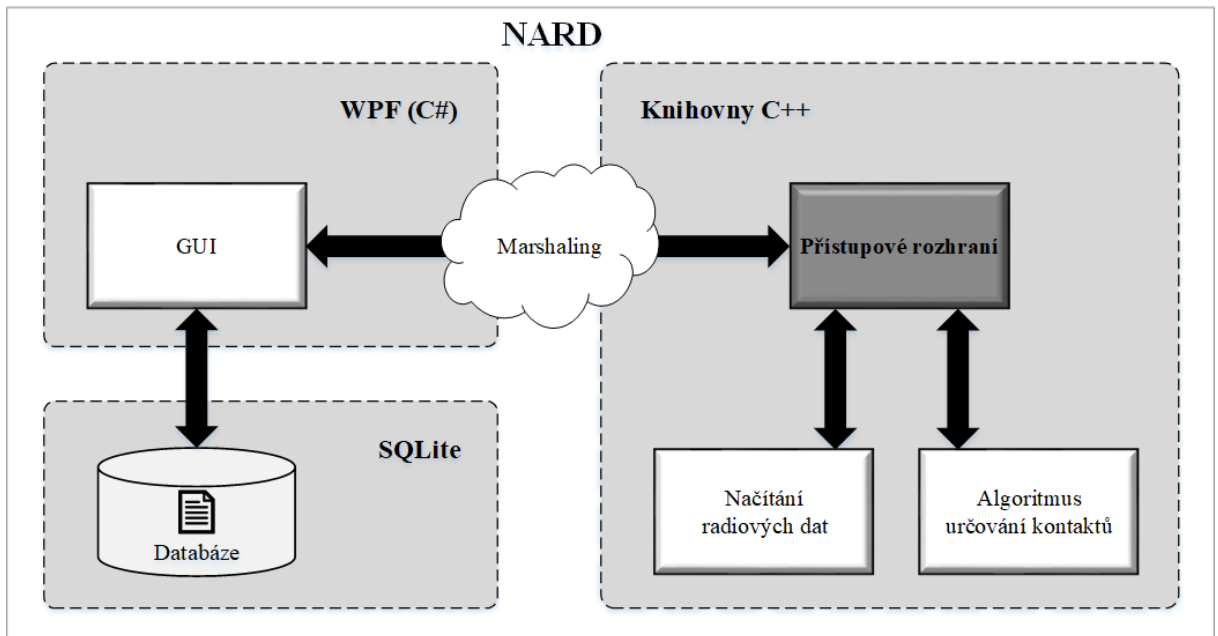 NARD
WPF (C#)
Knihovny C++
GUI
Marshaling
Přístupové rozhraní
SQLite
Databáze
Načítání
radiových dat
Algoritmus
určování kontaktů